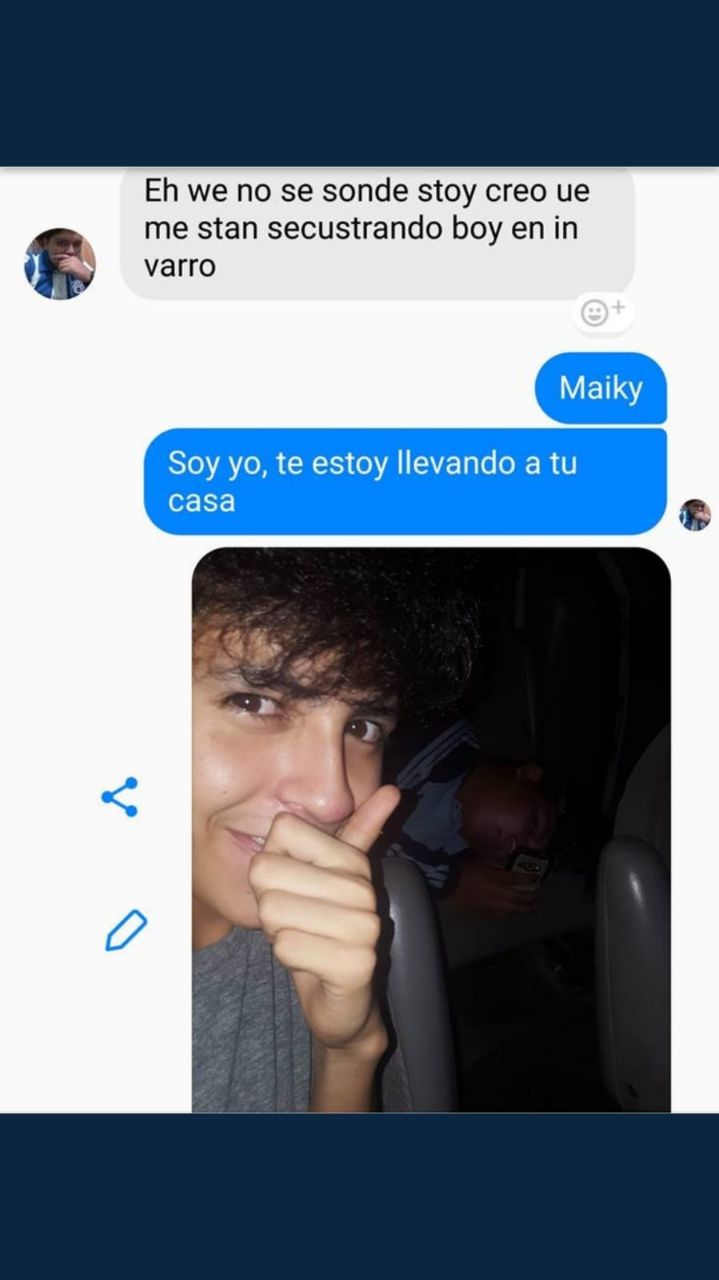 Eh we no se sonde stoy creo ue
me stan secustrando boy en in
varro
Maiky
Soy yo, te estoy llevando a tu
casa